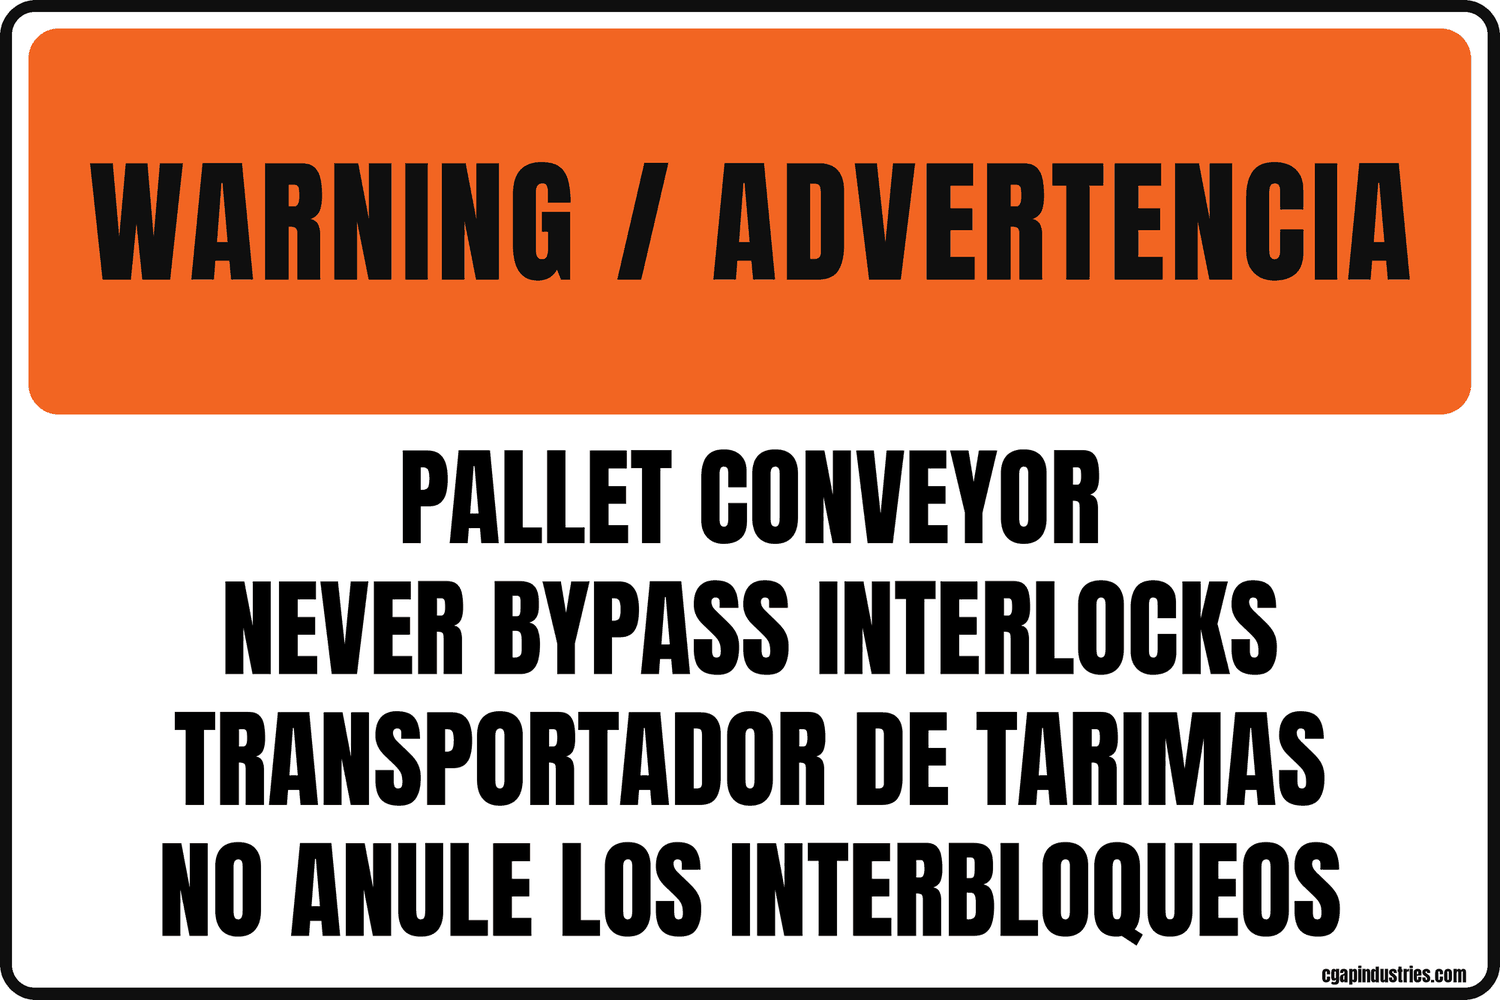 WARNING / ADVERTENCIA
PALLET CONVEYOR
NEVER BYPASS INTERLOCKS
TRANSPORTADOR DE TARIMAS
NO ANULE LOS INTERBLOQUEOS
cgapindustries.com